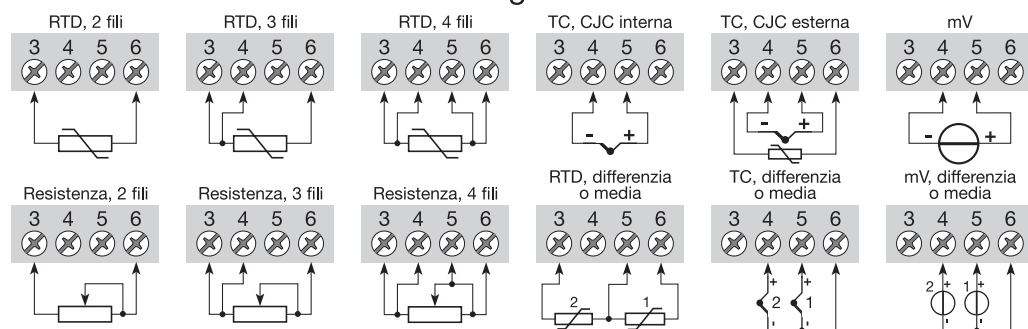 RTD, 2 fili
3 4 5 6
RTD, 3 fili
3 4 5 6
RTD, 4 fili
3 4 5 6
TC, CJC interna
3 4 5 6
- +
TC, CJC esterna
3 4 5 6
- +
mV
3 4 5 6
- +
Resistenza, 2 fili
3 4 5 6
Resistenza, 3 fili
3 4 5 6
Resistenza, 4 fili
3 4 5 6
RTD, differenzia
o media
3 4 5 6
2 1
TC, differenzia
o media
3 4 5 6
+ +
2 1
- -
mV, differenzia
o media
3 4 5 6
2 + 1 +
- -